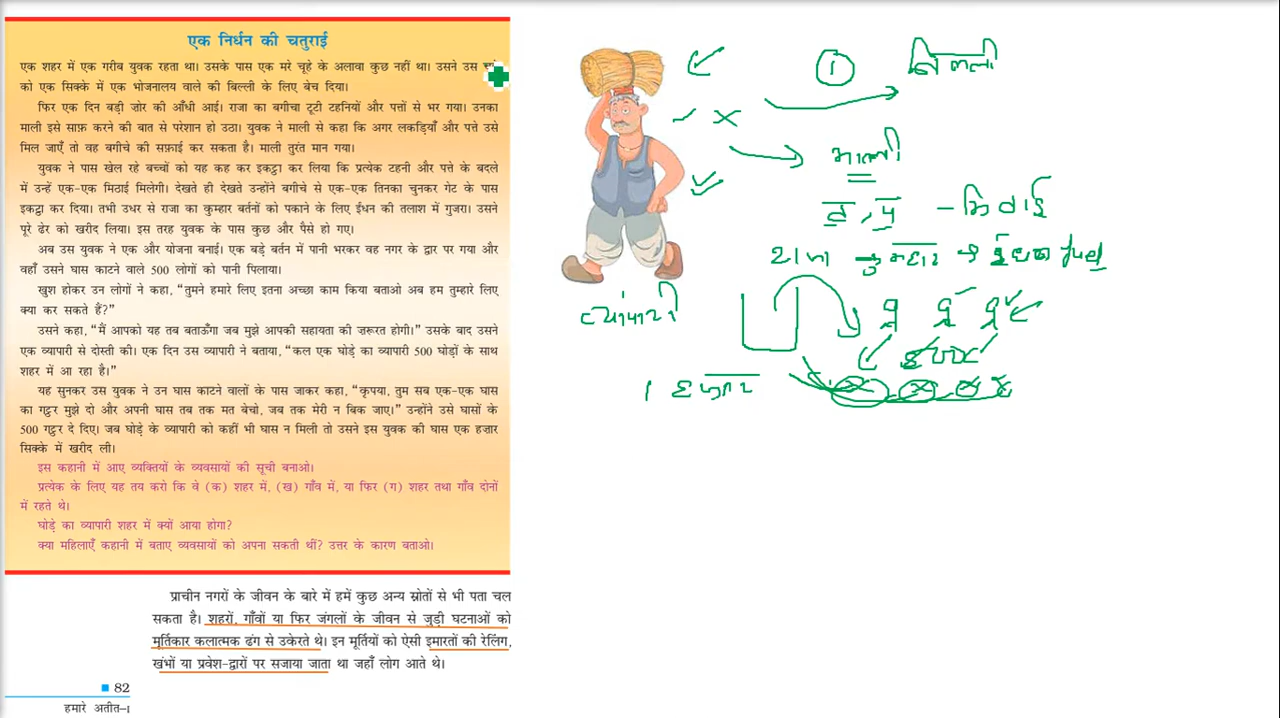 एक निर्धन की चतुराई
एक शहर में एक गरीब युवक रहता था। उसके पास एक मरे चूहे के अलावा कुछ नहीं था। उसने उस
को एक सिक्के में एक भोजनालय वाले की बिल्ली के लिए बेच दिया।
फिर एक दिन बड़ी ज़ोर की आँधी आई। राजा का बगीचा टूटी टहनियों और पत्तों से भर गया। उनका
माली इसे साफ़ करने की बात से परेशान हो उठा। युवक ने माली से कहा कि अगर लकड़ियाँ और पत्ते उसे
मिल जाएँ तो वह बगीचे की सफ़ाई कर सकता है। माली तुरंत मान गया।
युवक ने पास खेल रहे बच्चों को यह कह कर इकट्ठा कर लिया कि प्रत्येक टहनी और पत्ते के बदले
में उन्हें एक-एक मिठाई मिलेगी। देखते ही देखते उन्होंने बगीचे से एक-एक तिनका चुनकर गेट के पास
इकट्ठा कर दिया। तभी उधर से राजा का कुम्हार बर्तनों को पकाने के लिए ईंधन की तलाश में गुज़रा। उसने
पूरे ढेर को खरीद लिया। इस तरह युवक के पास कुछ और पैसे हो गए।
अब उस युवक ने एक और योजना बनाई। एक बड़े बर्तन में पानी भरकर वह नगर के द्वार पर गया और
वहाँ उसने घास काटने वाले 500 लोगों को पानी पिलाया।
खुश होकर उन लोगों ने कहा, “तुमने हमारे लिए इतना अच्छा काम किया बताओ अब हम तुम्हारे लिए
क्या कर सकते हैं?”
उसने कहा, “मैं आपको यह तब बताऊँगा जब मुझे आपकी सहायता की ज़रूरत होगी।” उसके बाद उसने
एक व्यापारी से दोस्ती की। एक दिन उस व्यापारी ने बताया, “कल एक घोड़े का व्यापारी 500 घोड़ों के साथ
शहर में आ रहा है।”
यह सुनकर उस युवक ने उन घास काटने वालों के पास जाकर कहा, “कृपया, तुम सब एक-एक घास
का गट्ठर मुझे दो और अपनी घास तब तक मत बेचो, जब तक मेरी न बिक जाए।” उन्होंने उसे घासों के
500 गट्ठर दे दिए। जब घोड़े के व्यापारी को कहीं भी घास न मिली तो उसने इस युवक की घास एक हज़ार
सिक्के में खरीद ली।
इस कहानी में आए व्यक्तियों के व्यवसायों की सूची बनाओ।
प्रत्येक के लिए यह तय करो कि वे (क) शहर में, (ख) गाँव में, या फिर (ग) शहर तथा गाँव दोनों
में रहते थे।
घोड़े का व्यापारी शहर में क्यों आया होगा?
क्या महिलाएँ कहानी में बताए व्यवसायों को अपना सकती थीं? उत्तर के कारण बताओ।
प्राचीन नगरों के जीवन के बारे में हमें कुछ अन्य स्रोतों से भी पता चल
सकता है। शहरों, गाँवों या फिर जंगलों के जीवन से जुड़ी घटनाओं को
मूर्तिकार कलात्मक ढंग से उकेरते थे। इन मूर्तियों को ऐसी इमारतों की रेलिंग,
खंभों या प्रवेश-द्वारों पर सजाया जाता था जहाँ लोग आते थे।
82
हमारे अतीत–I
1
माली
राजा कुम्हार
1 हजार